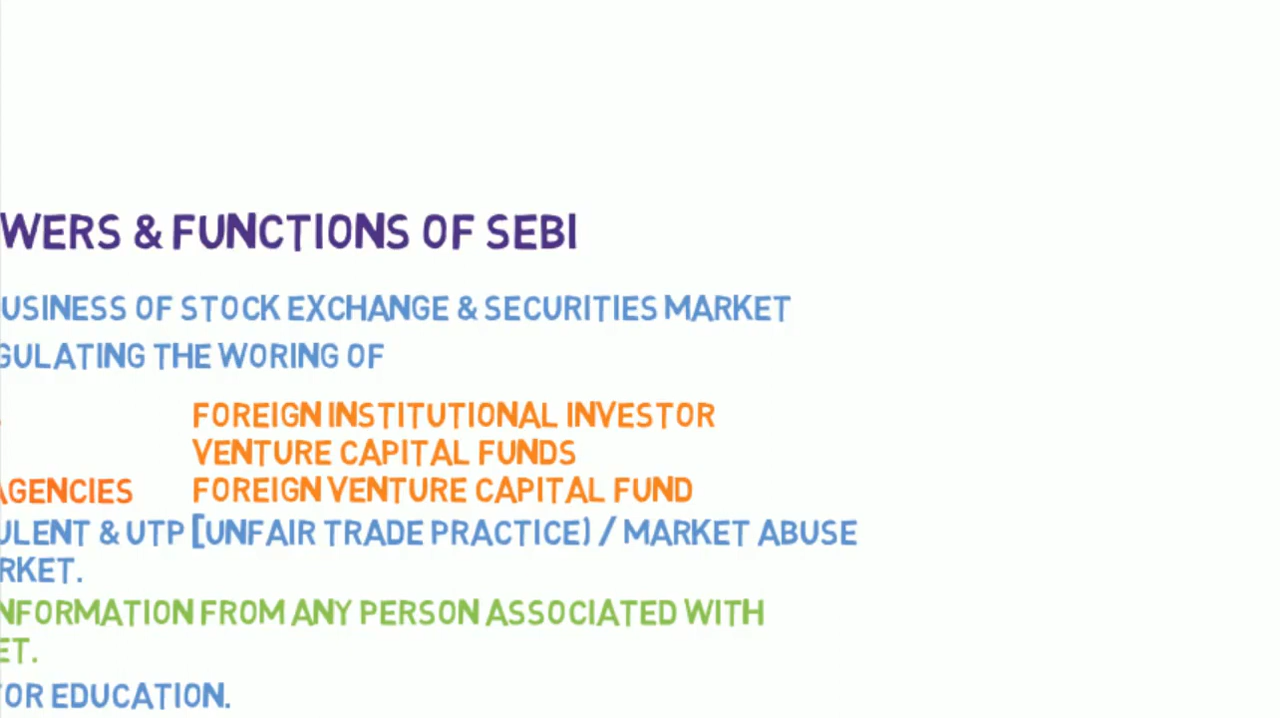 WERS & FUNCTIONS OF SEBI
USINESS OF STOCK EXCHANGE & SECURITIES MARKET
GULATING THE WORING OF
FOREIGN INSTITUTIONAL INVESTOR
VENTURE CAPITAL FUNDS
AGENCIES FOREIGN VENTURE CAPITAL FUND
ULENT & UTP [UNFAIR TRADE PRACTICE) / MARKET ABUSE
RKET.
NFORMATION FROM ANY PERSON ASSOCIATED WITH
ET.
TOR EDUCATION.